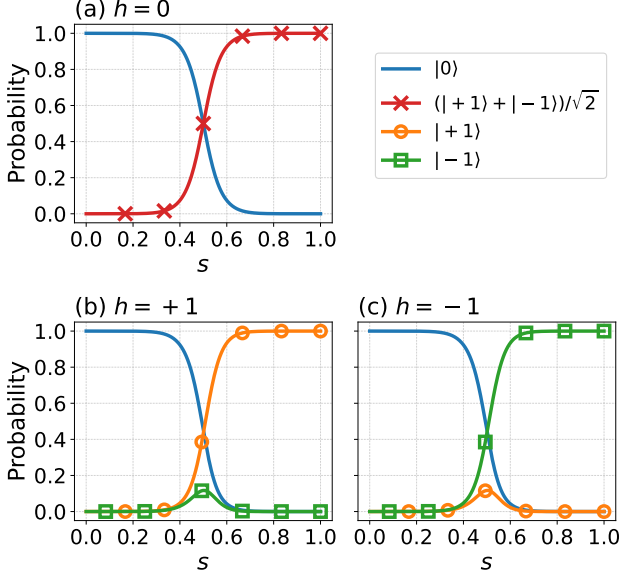 (a) h = 0
Probability
1.0
0.8
0.6
0.4
0.2
0.0
0.0 0.2 0.4 0.6 0.8 1.0
s
|0⟩
(| + 1⟩ + | − 1⟩)/√2
| + 1⟩
| − 1⟩
(b) h = +1
Probability
1.0
0.8
0.6
0.4
0.2
0.0
0.0 0.2 0.4 0.6 0.8 1.0
s
(c) h = −1
0.0 0.2 0.4 0.6 0.8 1.0
s